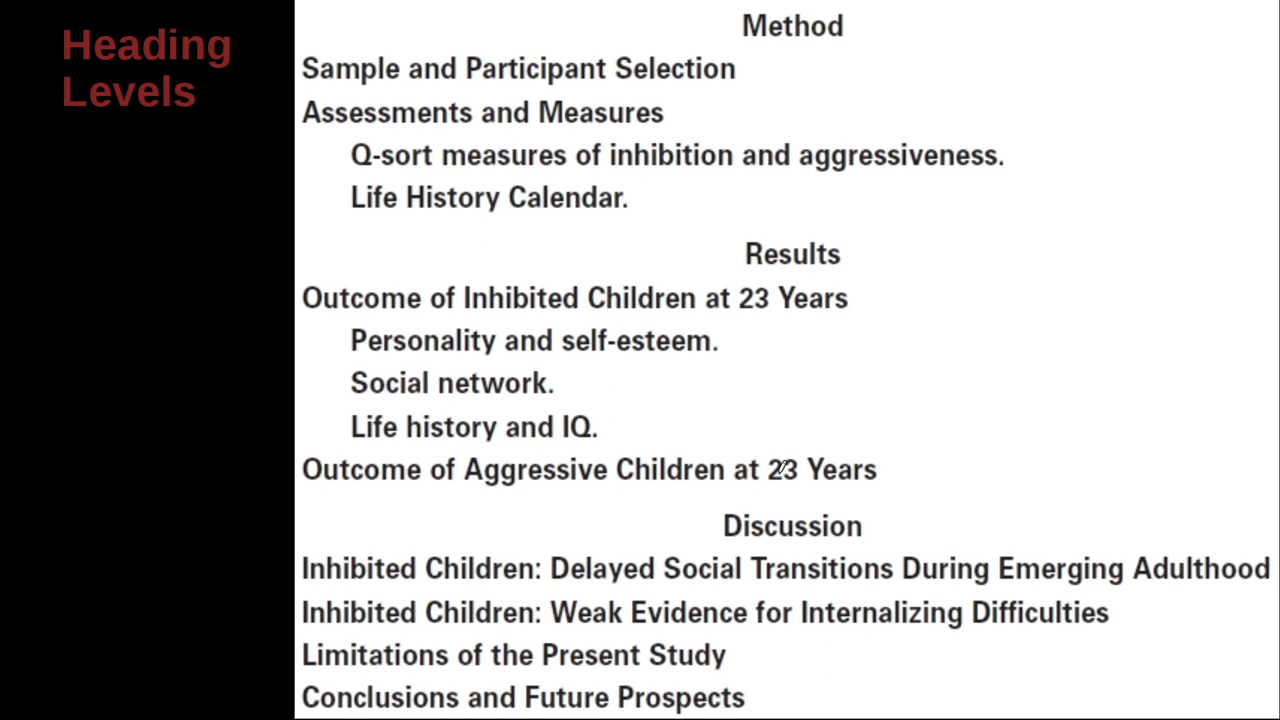 Heading
Levels
Method
Sample and Participant Selection
Assessments and Measures
Q-sort measures of inhibition and aggressiveness.
Life History Calendar.
Results
Outcome of Inhibited Children at 23 Years
Personality and self-esteem.
Social network.
Life history and IQ.
Outcome of Aggressive Children at 23 Years
Discussion
Inhibited Children: Delayed Social Transitions During Emerging Adulthood
Inhibited Children: Weak Evidence for Internalizing Difficulties
Limitations of the Present Study
Conclusions and Future Prospects